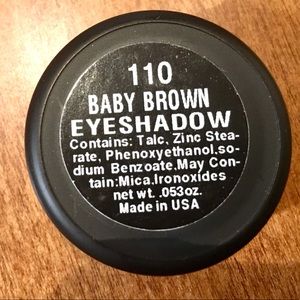 110
BABY BROWN
EYESHADOW
Contains: Talc, Zinc Stea-
rate, Phenoxyethanol,so-
dium Benzoate,May Con-
tain:Mica,Ironoxides
net wt. .053oz.
Made in USA